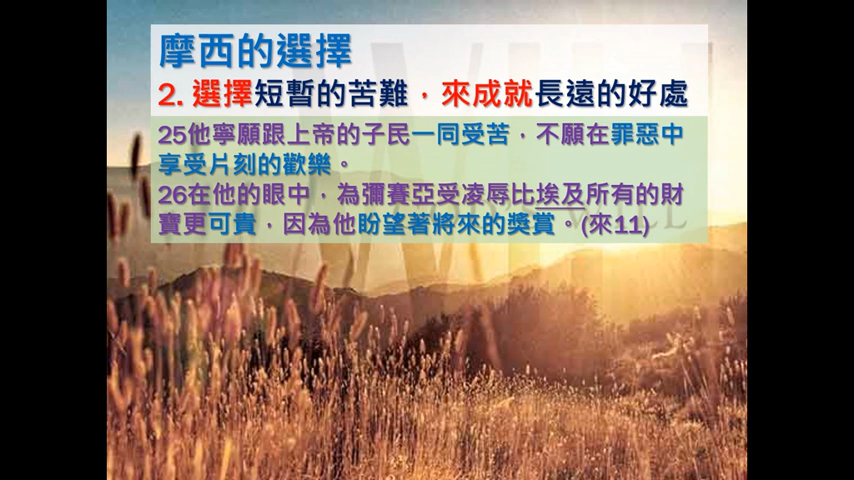 摩西的選擇
2. 選擇短暫的苦難，來成就長遠的好處
25他寧願跟上帝的子民一同受苦，不願在罪惡中
享受片刻的歡樂。
26在他的眼中，為彌賽亞受凌辱比埃及所有的財
寶更可貴，因為他盼望著將來的獎賞。(來11)